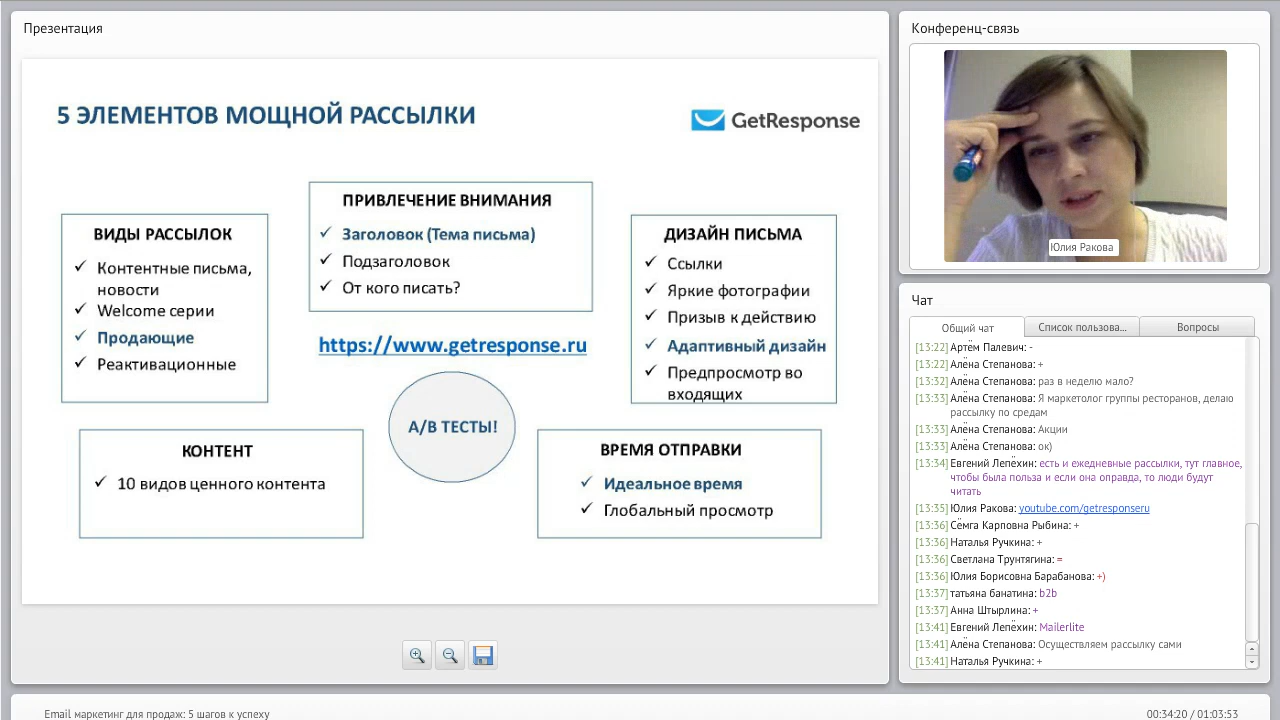 Презентация
5 ЭЛЕМЕНТОВ МОЩНОЙ РАССЫЛКИ
GetResponse
ВИДЫ РАССЫЛОК
Контентные письма,
новости
Welcome серии
Продающие
Реактивационные
ПРИВЛЕЧЕНИЕ ВНИМАНИЯ
Заголовок (Тема письма)
Подзаголовок
От кого писать?
ДИЗАЙН ПИСЬМА
Ссылки
Яркие фотографии
Призыв к действию
Адаптивный дизайн
Предпросмотр во
входящих
https://www.getresponse.ru
A/B ТЕСТЫ!
КОНТЕНТ
10 видов ценного контента
ВРЕМЯ ОТПРАВКИ
Идеальное время
Глобальный просмотр
Конференц-связь
Юлия Ракова
Чат
Общий чат
Список пользова...
Вопросы
[13:22] Артём Палевич: -
[13:22] Алёна Степанова: +
[13:32] Алёна Степанова: раз в неделю мало?
[13:33] Алёна Степанова: Я маркетолог группы ресторанов, делаю
рассылку по средам
[13:33] Алёна Степанова: Акции
[13:33] Алёна Степанова: ок)
[13:34] Евгений Лепёхин: есть и ежедневные рассылки, тут главное,
чтобы была польза и если она оправда, то люди будут
читать
[13:35] Юлия Ракова: youtube.com/getresponseru
[13:36] Сёмга Карповна Рыбина: +
[13:36] Наталья Ручкина: +
[13:36] Светлана Трунтягина: =
[13:36] Юлия Борисовна Барабанова: +)
[13:37] татьяна банатина: b2b
[13:37] Анна Штырлина: +
[13:41] Евгений Лепёхин: Mailerlite
[13:41] Алёна Степанова: Осуществляем рассылку сами
[13:41] Наталья Ручкина: +
Email маркетинг для продаж: 5 шагов к успеху
00:34:20 / 01:03:53